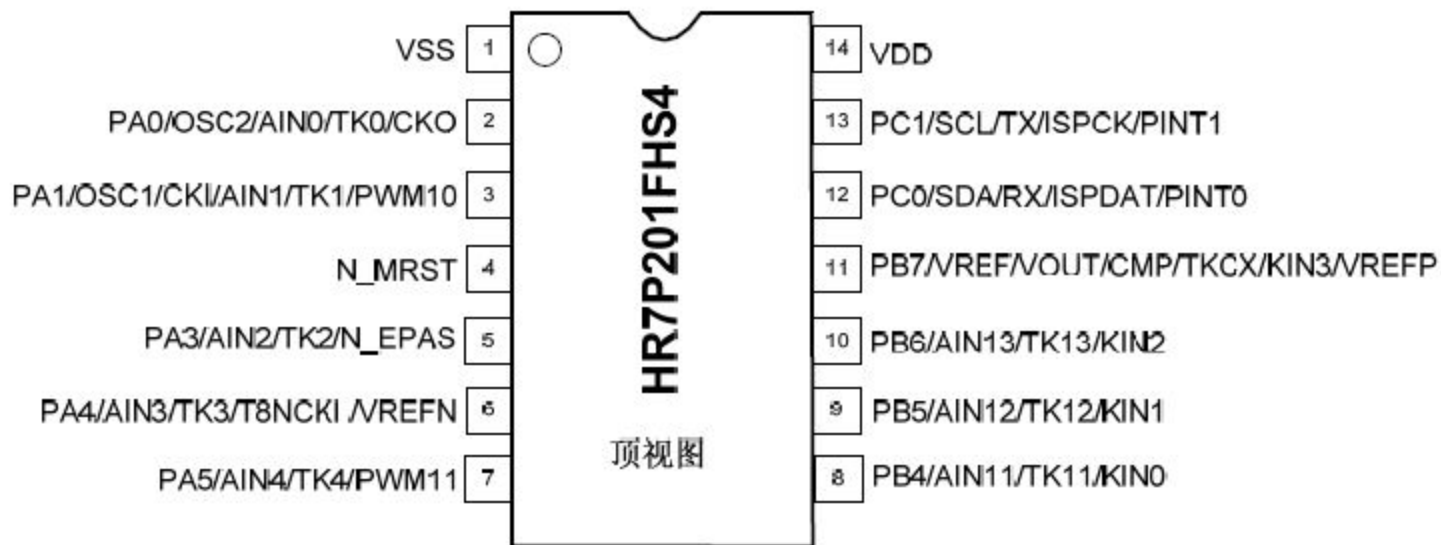 VSS 1 14 VDD
PA0/OSC2/AIN0/TK0/CKO 2 13 PC1/SCL/TX/ISPCK/PINT1
PA1/OSC1/CKI/AIN1/TK1/PWM10 3 12 PC0/SDA/RX/ISPDAT/PINT0
N_MRST 4 11 PB7/VREF/VOUT/CMP/TKCX/KIN3/VREFP
PA3/AIN2/TK2/N_EPAS 5 10 PB6/AIN13/TK13/KIN2
PA4/AIN3/TK3/T8NCKI /VREFN 6 9 PB5/AIN12/TK12/KIN1
PA5/AIN4/TK4/PWM11 7 8 PB4/AIN11/TK11/KIN0
HR7P201FHS4
顶视图